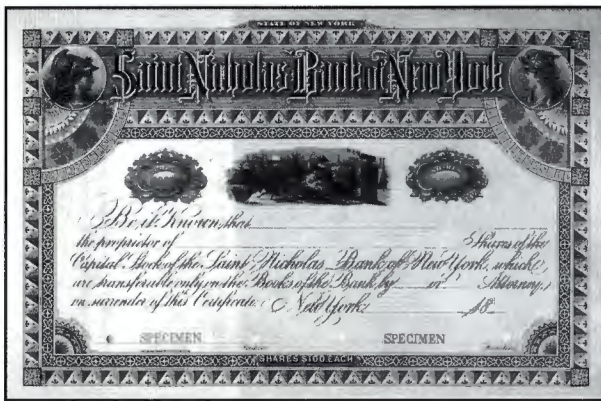 STATE OF NEW YORK
Saint Nicholas Bank of New York
Be it Known that
the proprietor of Shares of the
Capital Stock of the Saint Nicholas Bank of New York, which
are transferable only on the Books of the Bank by or Attorney,
on surrender of this Certificate. New York, 18
SPECIMEN SPECIMEN
SHARES $100 EACH